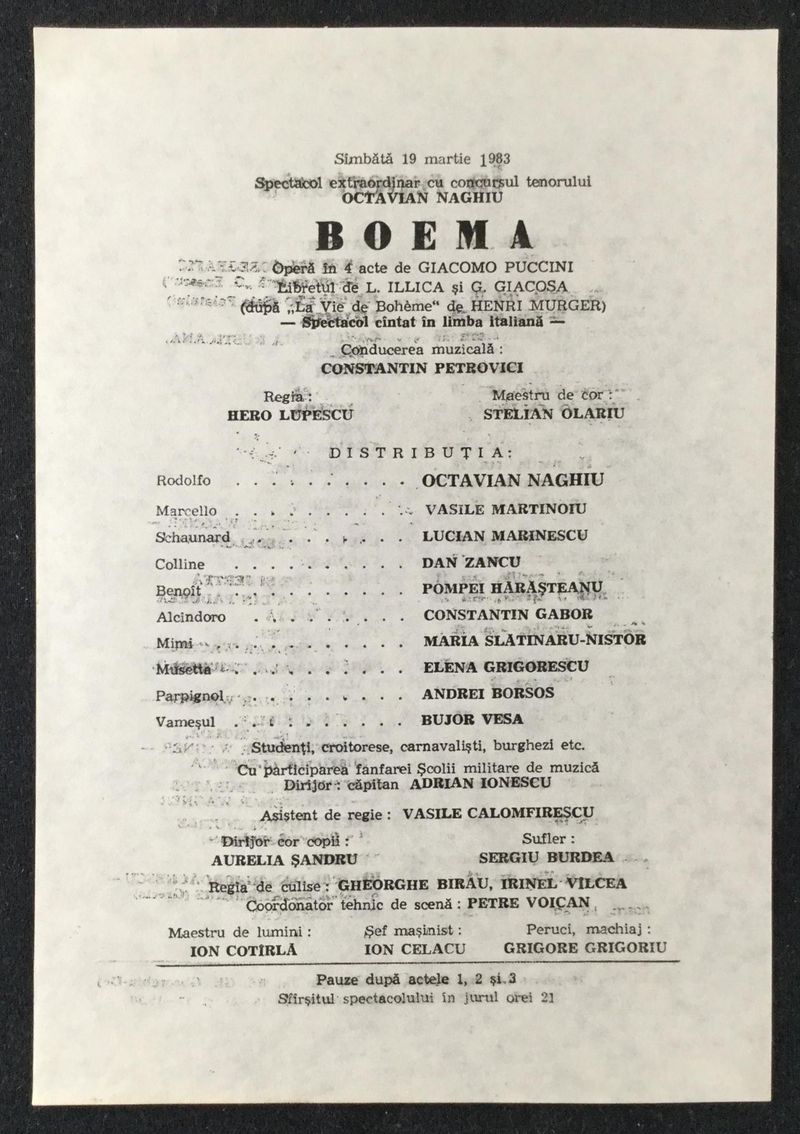 Sîmbătă 19 martie 1983
Spectacol extraordinar cu concursul tenorului
OCTAVIAN NAGHIU
BOEMA
Operă în 4 acte de GIACOMO PUCCINI
Libretul de L. ILLICA și G. GIACOSA
(după „La Vie de Bohème“ de HENRI MURGER)
— Spectacol cîntat în limba italiană —
Conducerea muzicală :
CONSTANTIN PETROVICI
Regia : Maestru de cor :
HERO LUPESCU STELIAN OLARIU
DISTRIBUȚIA:
Rodolfo . . . . . . . . . . OCTAVIAN NAGHIU
Marcello . . . . . . . . . . VASILE MARTINOIU
Schaunard . . . . . . . . . LUCIAN MARINESCU
Colline . . . . . . . . . . DAN ZANCU
Benoit . . . . . . . . . . POMPEI HĂRĂȘTEANU
Alcindoro . . . . . . . . . CONSTANTIN GABOR
Mimi . . . . . . . . . . . MARIA SLĂTINARU-NISTOR
Musetta . . . . . . . . . . ELENA GRIGORESCU
Parpignol . . . . . . . . . ANDREI BORSOS
Vameșul . . . . . . . . . . BUJOR VESA
Studenți, croitorese, carnavaliști, burghezi etc.
Cu participarea fanfarei Școlii militare de muzică
Dirijor : căpitan ADRIAN IONESCU
Asistent de regie : VASILE CALOMFIRESCU
Dirijor cor copii : Sufler :
AURELIA ȘANDRU SERGIU BURDEA
Regia de culise : GHEORGHE BIRĂU, IRINEL VÎLCEA
Coordonator tehnic de scenă : PETRE VOICAN
Maestru de lumini : Șef mașinist : Peruci, machiaj :
ION COTÎRLĂ ION CELACU GRIGORE GRIGORIU
Pauze după actele 1, 2 și 3
Sfîrșitul spectacolului în jurul orei 21